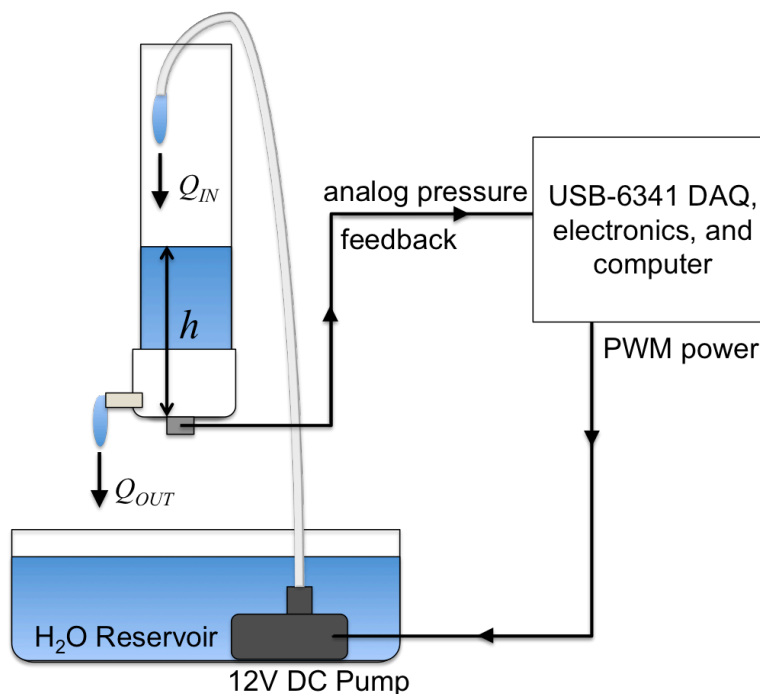 Q_IN
analog pressure
feedback
USB-6341 DAQ,
electronics, and
computer
h
PWM power
Q_OUT
H₂O Reservoir
12V DC Pump